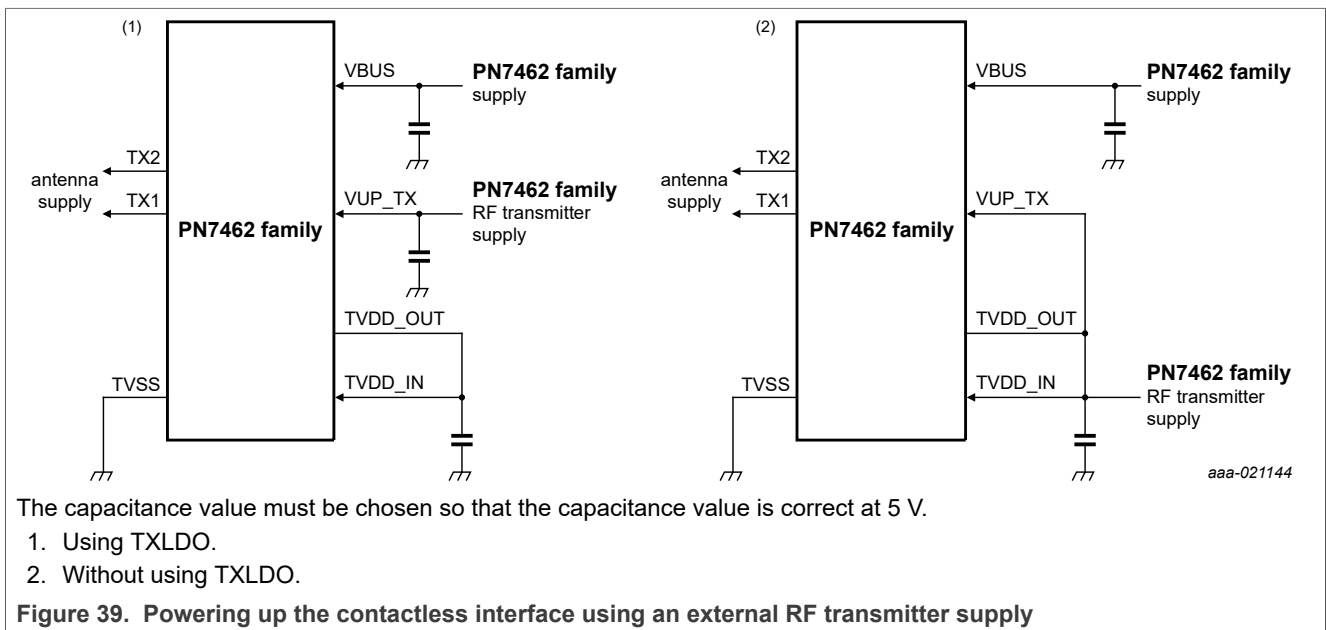 (1)
VBUS
PN7462 family
supply
TX2
antenna
supply
TX1
VUP_TX
PN7462 family
RF transmitter
supply
PN7462 family
TVDD_OUT
TVSS
TVDD_IN
(2)
VBUS
PN7462 family
supply
TX2
antenna
supply
TX1
VUP_TX
PN7462 family
TVDD_OUT
TVSS
TVDD_IN
PN7462 family
RF transmitter
supply
aaa-021144
The capacitance value must be chosen so that the capacitance value is correct at 5 V.
1. Using TXLDO.
2. Without using TXLDO.
Figure 39. Powering up the contactless interface using an external RF transmitter supply